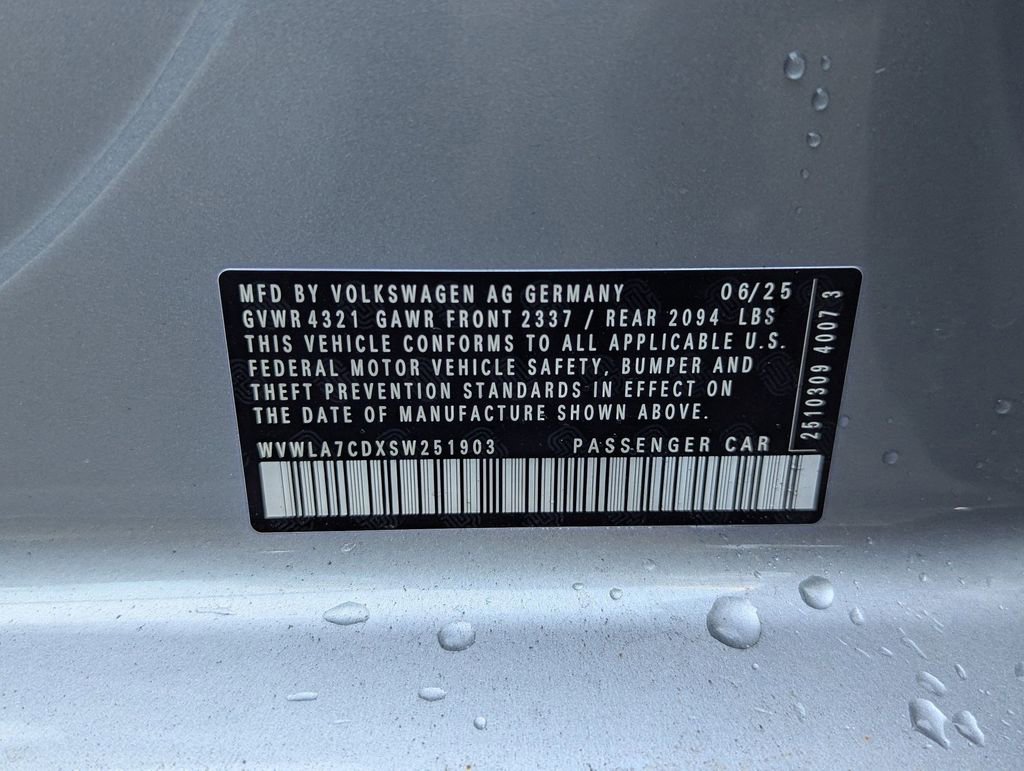 MFD BY VOLKSWAGEN AG GERMANY 06/25
GVWR 4321 GAWR FRONT 2337 / REAR 2094 LBS
THIS VEHICLE CONFORMS TO ALL APPLICABLE U.S.
FEDERAL MOTOR VEHICLE SAFETY, BUMPER AND
THEFT PREVENTION STANDARDS IN EFFECT ON
THE DATE OF MANUFACTURE SHOWN ABOVE.
WVWLA7CDXSW251903 PASSENGER CAR
2510309 4007 3